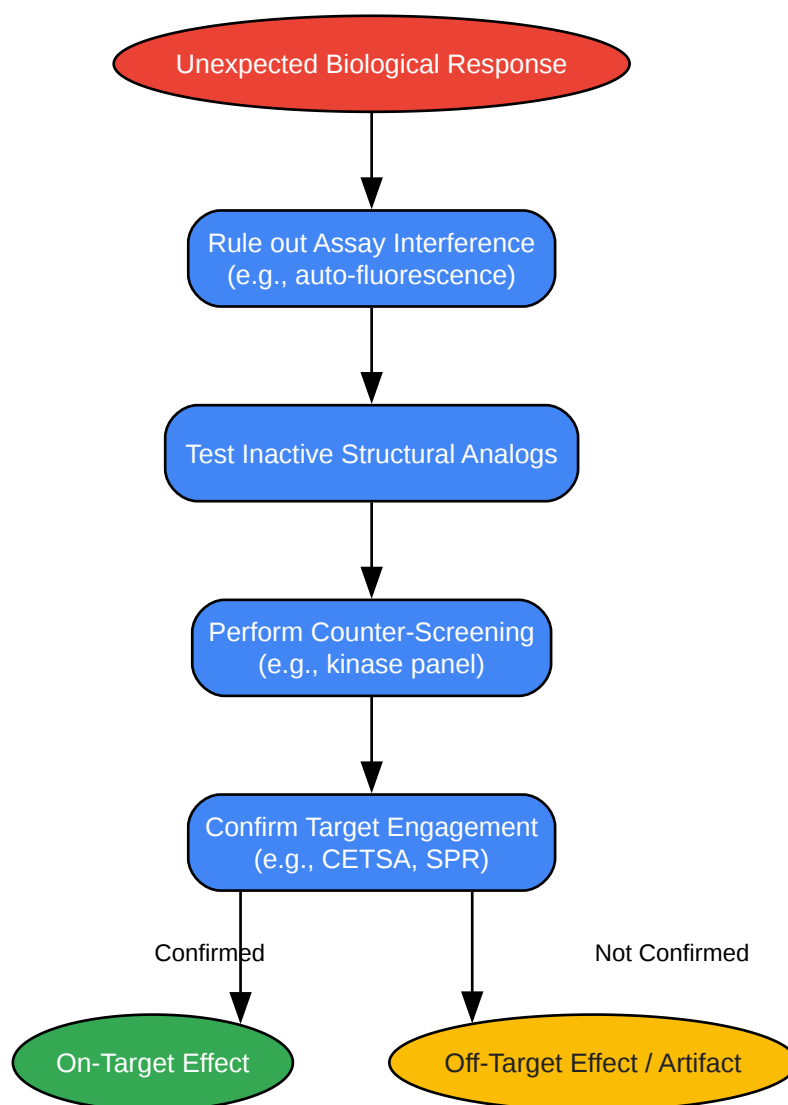 Unexpected Biological Response
Rule out Assay Interference
(e.g., auto-fluorescence)
Test Inactive Structural Analogs
Perform Counter-Screening
(e.g., kinase panel)
Confirm Target Engagement
(e.g., CETSA, SPR)
Confirmed
Not Confirmed
On-Target Effect
Off-Target Effect / Artifact